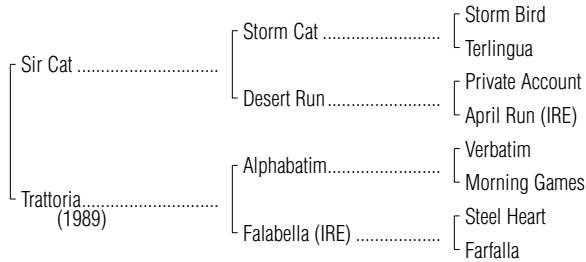 Storm Bird
Storm Cat ........................
Terlingua
Sir Cat .............................
Private Account
Desert Run .......................
April Run (IRE)
Verbatim
Alphabatim.......................
Morning Games
Trattoria............................
(1989)
Steel Heart
Falabella (IRE) .................
Farfalla